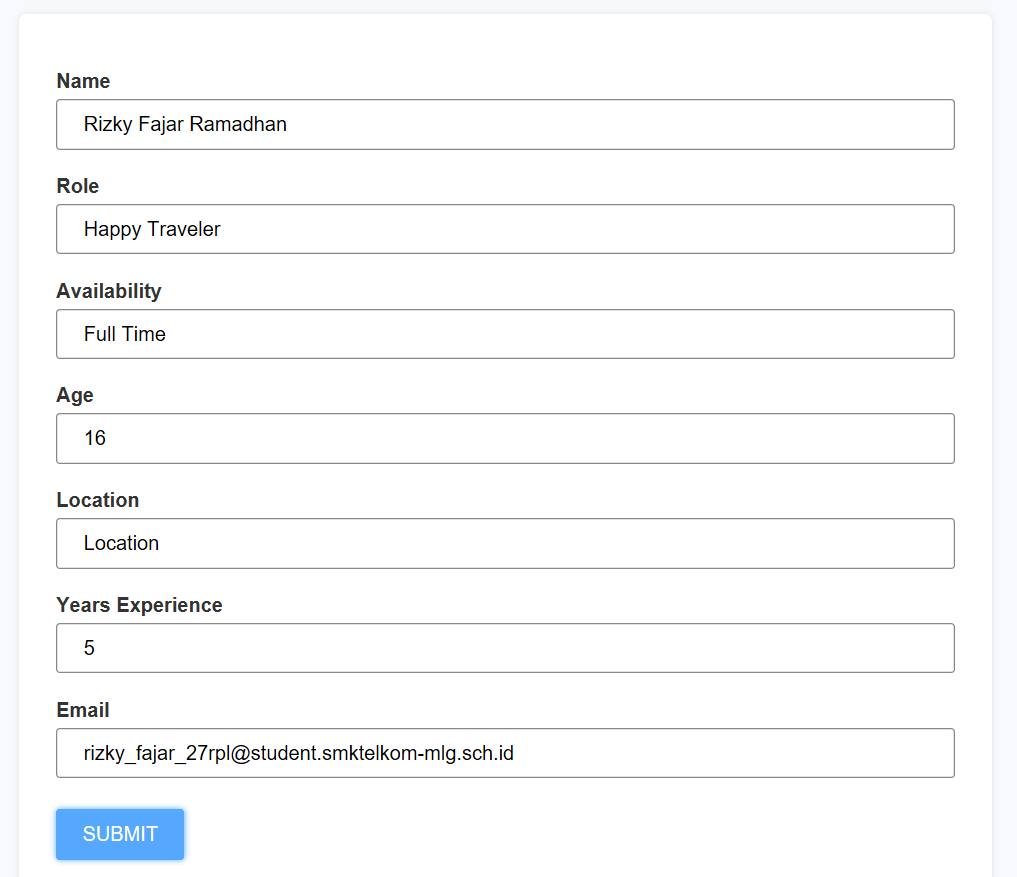 Name
Rizky Fajar Ramadhan
Role
Happy Traveler
Availability
Full Time
Age
16
Location
Location
Years Experience
5
Email
rizky_fajar_27rpl@student.smktelkom-mlg.sch.id
SUBMIT